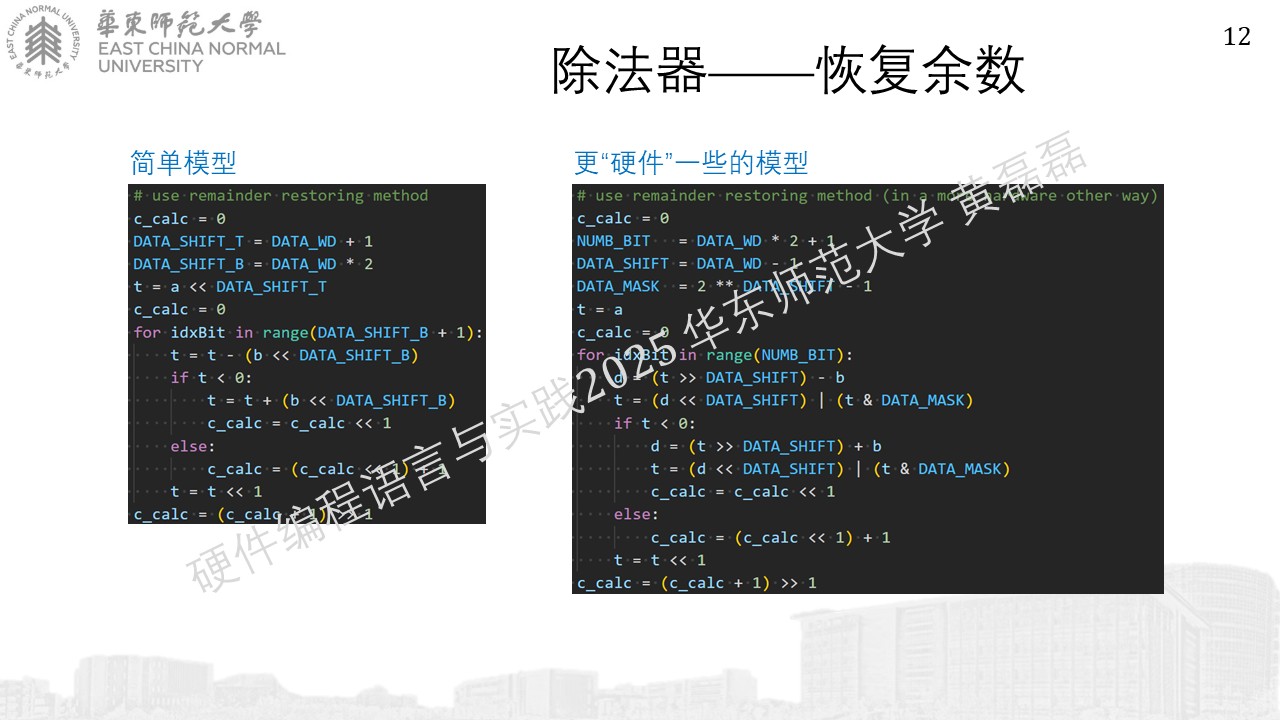 華東師范大學
EAST CHINA NORMAL
UNIVERSITY
EAST CHINA NORMAL UNIVERSITY
華東师范大学
12
除法器——恢复余数
简单模型
# use remainder restoring method
c_calc = 0
DATA_SHIFT_T = DATA_WD + 1
DATA_SHIFT_B = DATA_WD * 2
t = a << DATA_SHIFT_T
c_calc = 0
for idxBit in range(DATA_SHIFT_B + 1):
t = t - (b << DATA_SHIFT_B)
if t < 0:
t = t + (b << DATA_SHIFT_B)
c_calc = c_calc << 1
else:
c_calc = (c_calc << 1) + 1
t = t << 1
c_calc = (c_calc + 1) >> 1
更“硬件”一些的模型
# use remainder restoring method (in a more hardware other way)
c_calc = 0
NUMB_BIT = DATA_WD * 2 + 1
DATA_SHIFT = DATA_WD - 1
DATA_MASK = 2 ** DATA_SHIFT - 1
t = a
c_calc = 0
for idxBit in range(NUMB_BIT):
d = (t >> DATA_SHIFT) - b
t = (d << DATA_SHIFT) | (t & DATA_MASK)
if t < 0:
d = (t >> DATA_SHIFT) + b
t = (d << DATA_SHIFT) | (t & DATA_MASK)
c_calc = c_calc << 1
else:
c_calc = (c_calc << 1) + 1
t = t << 1
c_calc = (c_calc + 1) >> 1
硬件编程语言与实践2025 华东师范大学 黄磊磊